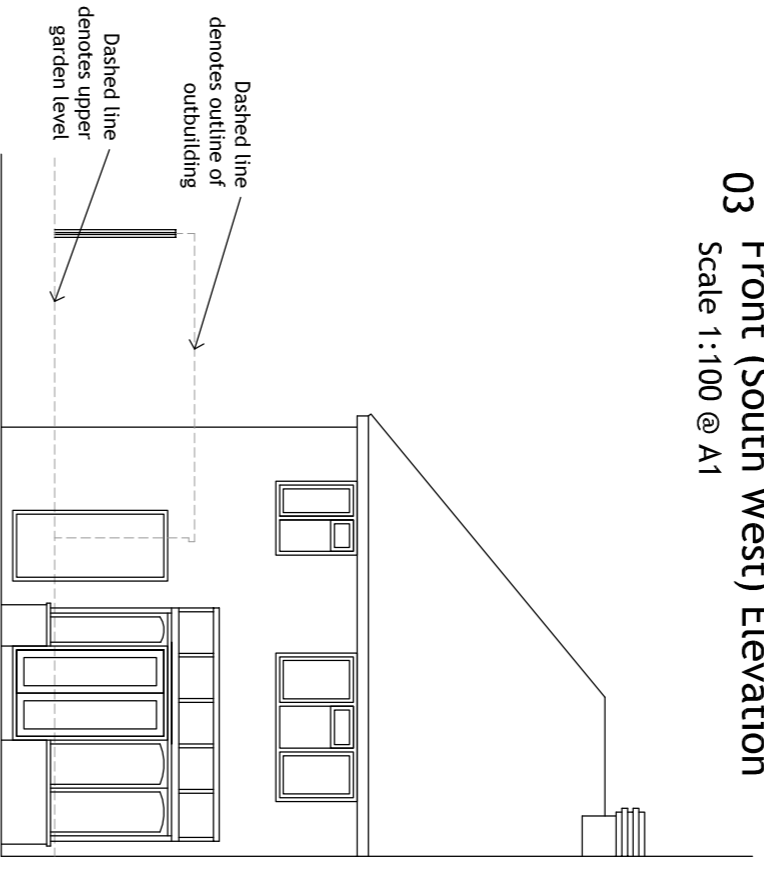 03 Front (South West) Elevation
Scale 1:100 @ A1
Dashed line
denotes outline of
outbuilding
Dashed line
denotes upper
garden level